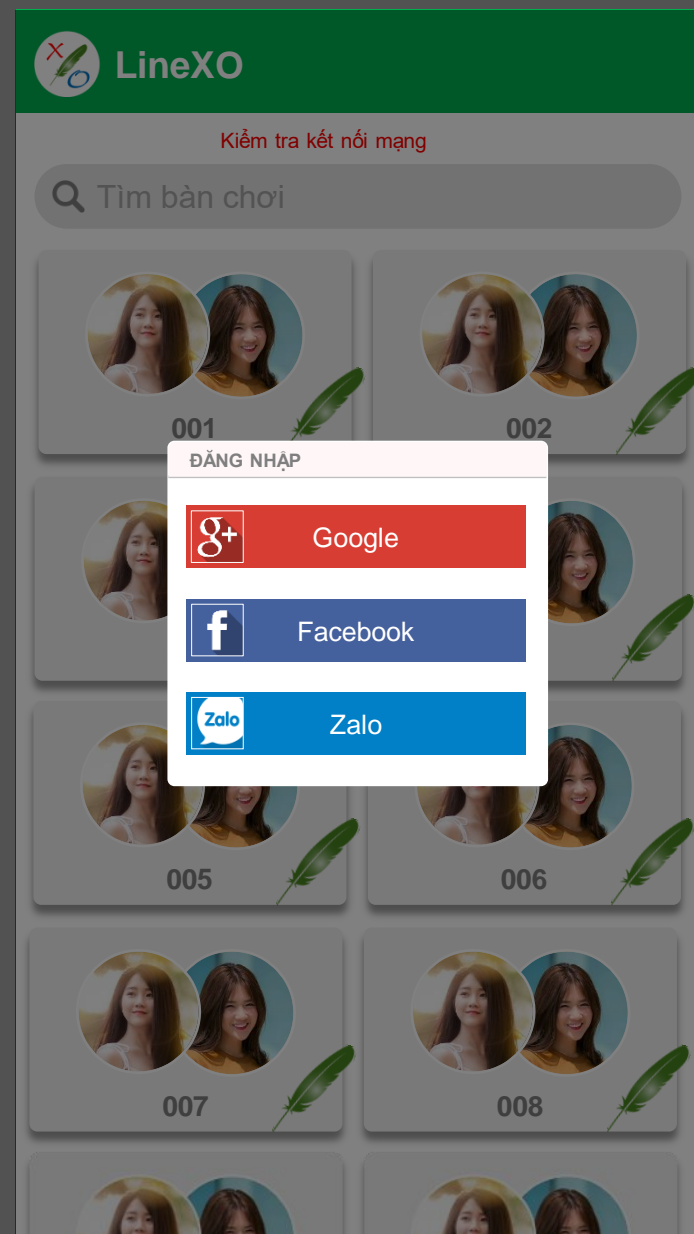 X
O
LineXO
Kiểm tra kết nối mạng
Tìm bàn chơi
001
002
ĐĂNG NHẬP
g+
Google
f
Facebook
Zalo
Zalo
005
006
007
008